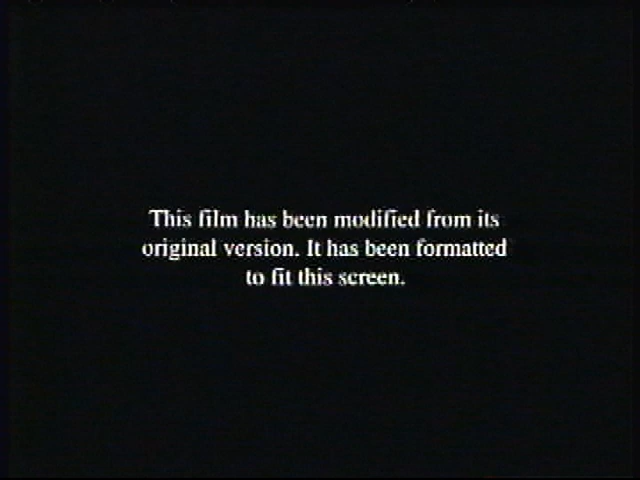 This film has been modified from its
original version. It has been formatted
to fit this screen.